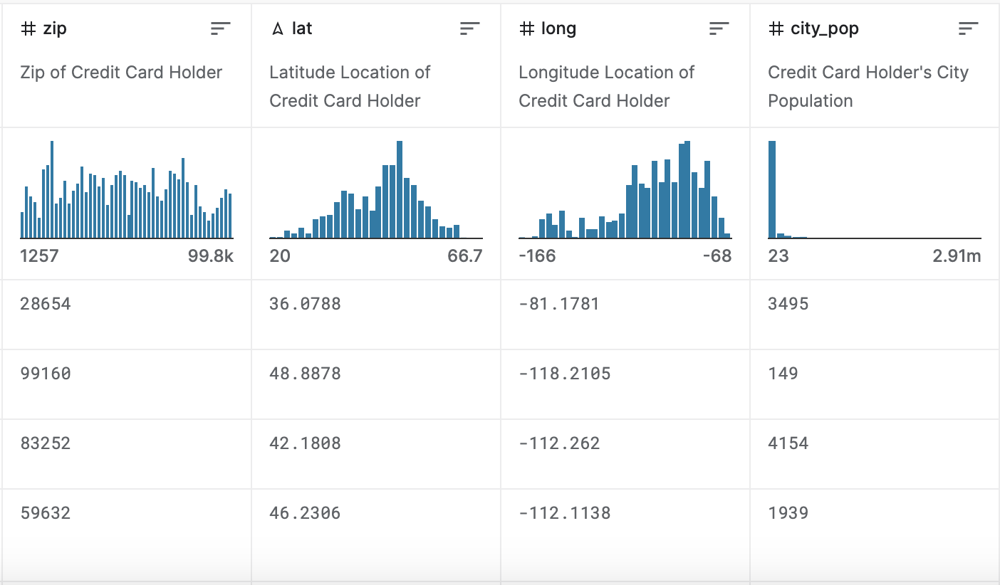 # zip
lat
# long
# city_pop
Zip of Credit Card Holder
Latitude Location of
Credit Card Holder
Longitude Location of
Credit Card Holder
Credit Card Holder's City
Population
1257 99.8k
20 66.7
-166 -68
23 2.91m
28654 36.0788 -81.1781 3495
99160 48.8878 -118.2105 149
83252 42.1808 -112.262 4154
59632 46.2306 -112.1138 1939